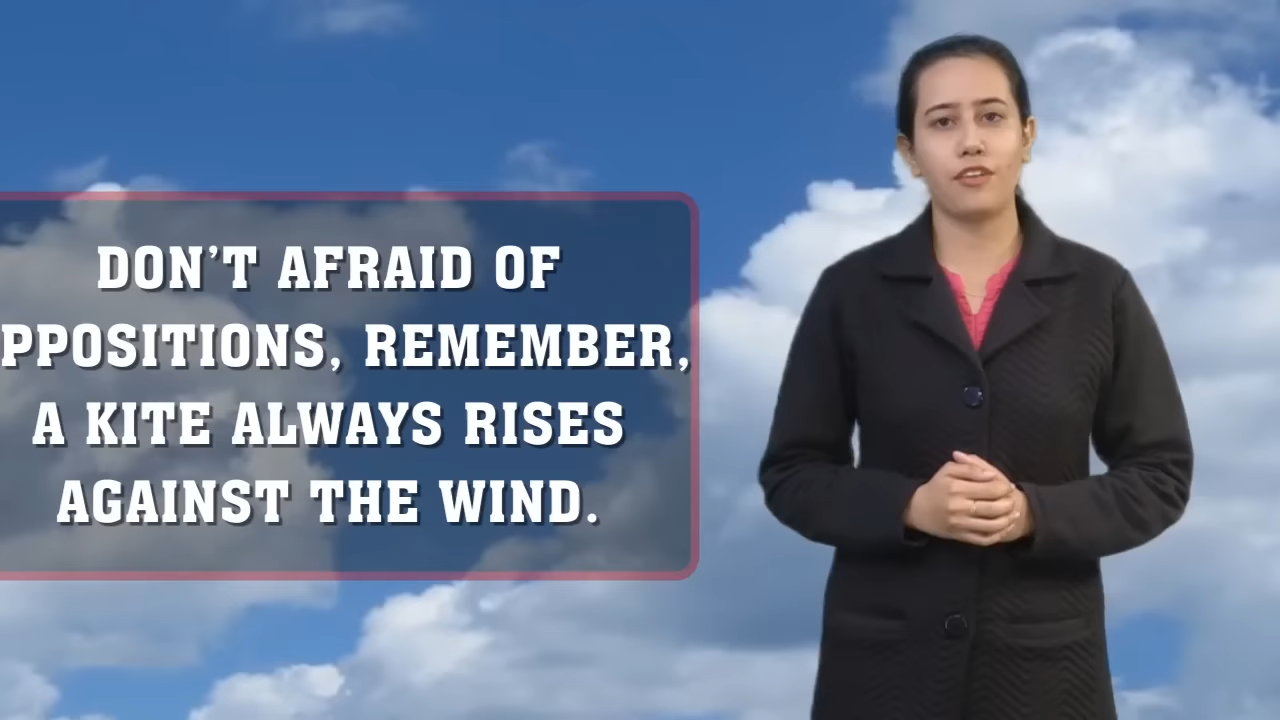 DON'T AFRAID OF
PPOSITIONS, REMEMBER,
A KITE ALWAYS RISES
AGAINST THE WIND.